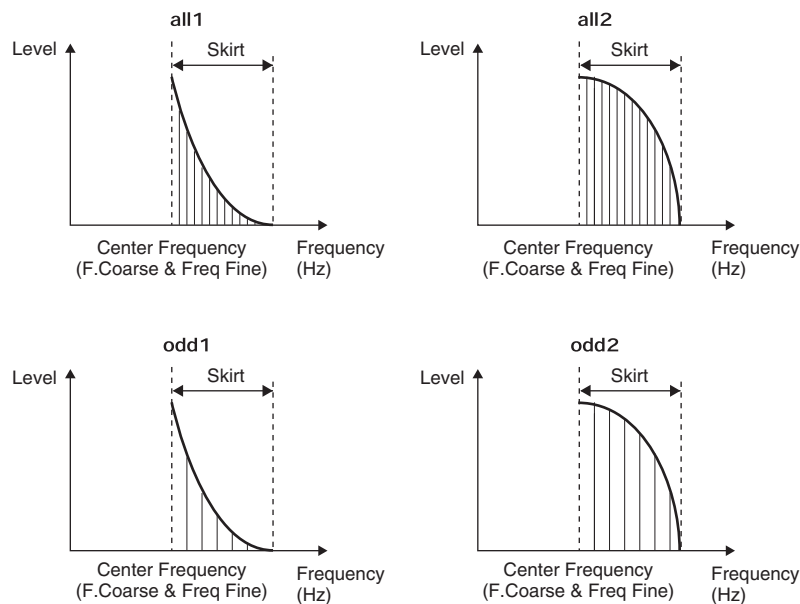 all1
Level
Skirt
Center Frequency
(F.Coarse & Freq Fine)
Frequency
(Hz)
all2
Level
Skirt
Center Frequency
(F.Coarse & Freq Fine)
Frequency
(Hz)
odd1
Level
Skirt
Center Frequency
(F.Coarse & Freq Fine)
Frequency
(Hz)
odd2
Level
Skirt
Center Frequency
(F.Coarse & Freq Fine)
Frequency
(Hz)